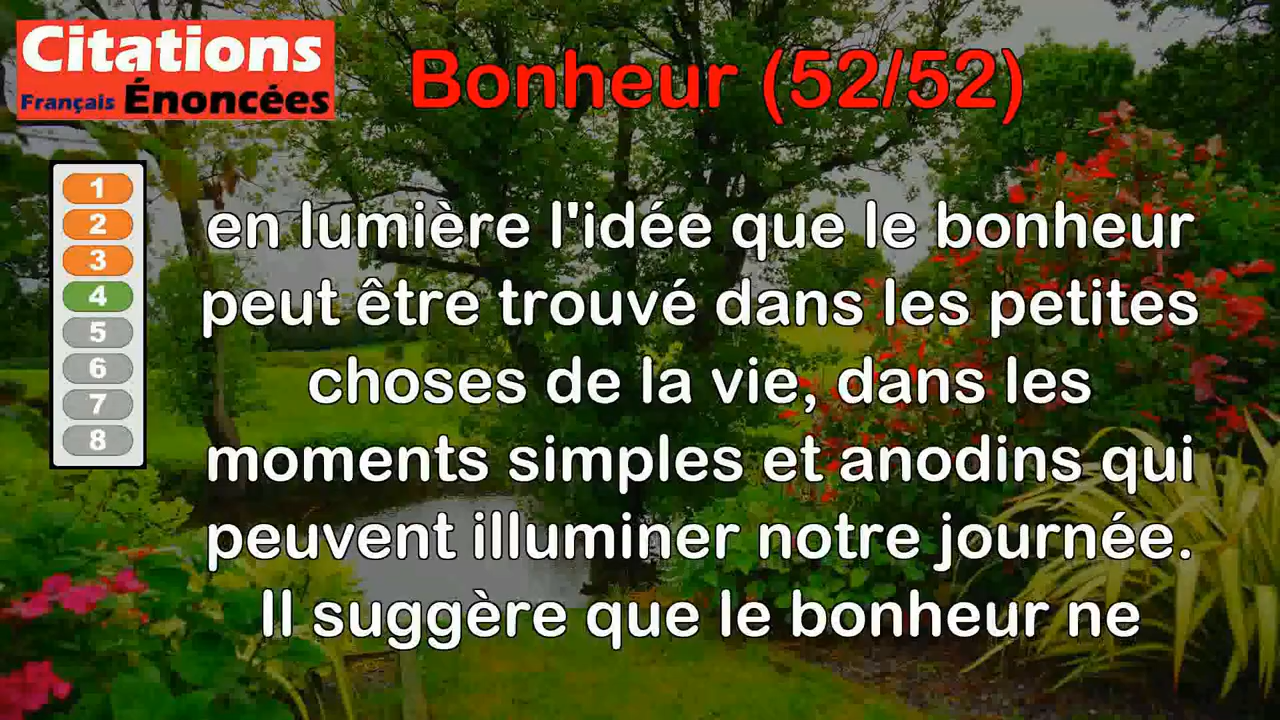 Citations
Français Énoncées
Bonheur (52/52)
1
2
3
4
5
6
7
8
en lumière l'idée que le bonheur
peut être trouvé dans les petites
choses de la vie, dans les
moments simples et anodins qui
peuvent illuminer notre journée.
Il suggère que le bonheur ne